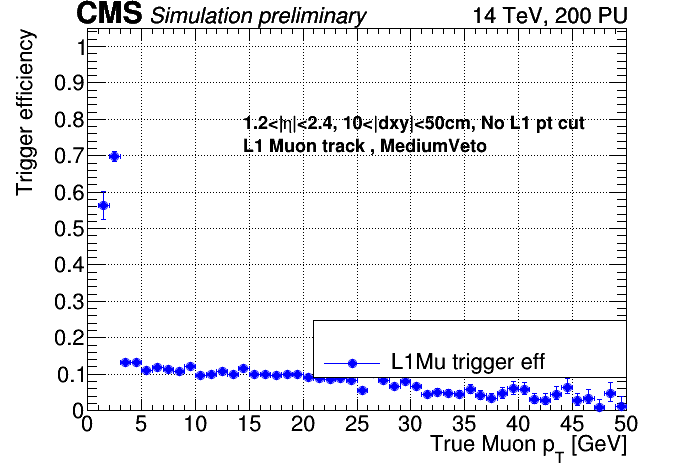 CMS Simulation preliminary 14 TeV, 200 PU
Trigger efficiency
1
0.9
0.8
0.7
0.6
0.5
0.4
0.3
0.2
0.1
0
1.2<|η|<2.4, 10<|dxy|<50cm, No L1 pt cut
L1 Muon track , MediumVeto
L1Mu trigger eff
0 5 10 15 20 25 30 35 40 45 50
True Muon p_T [GeV]